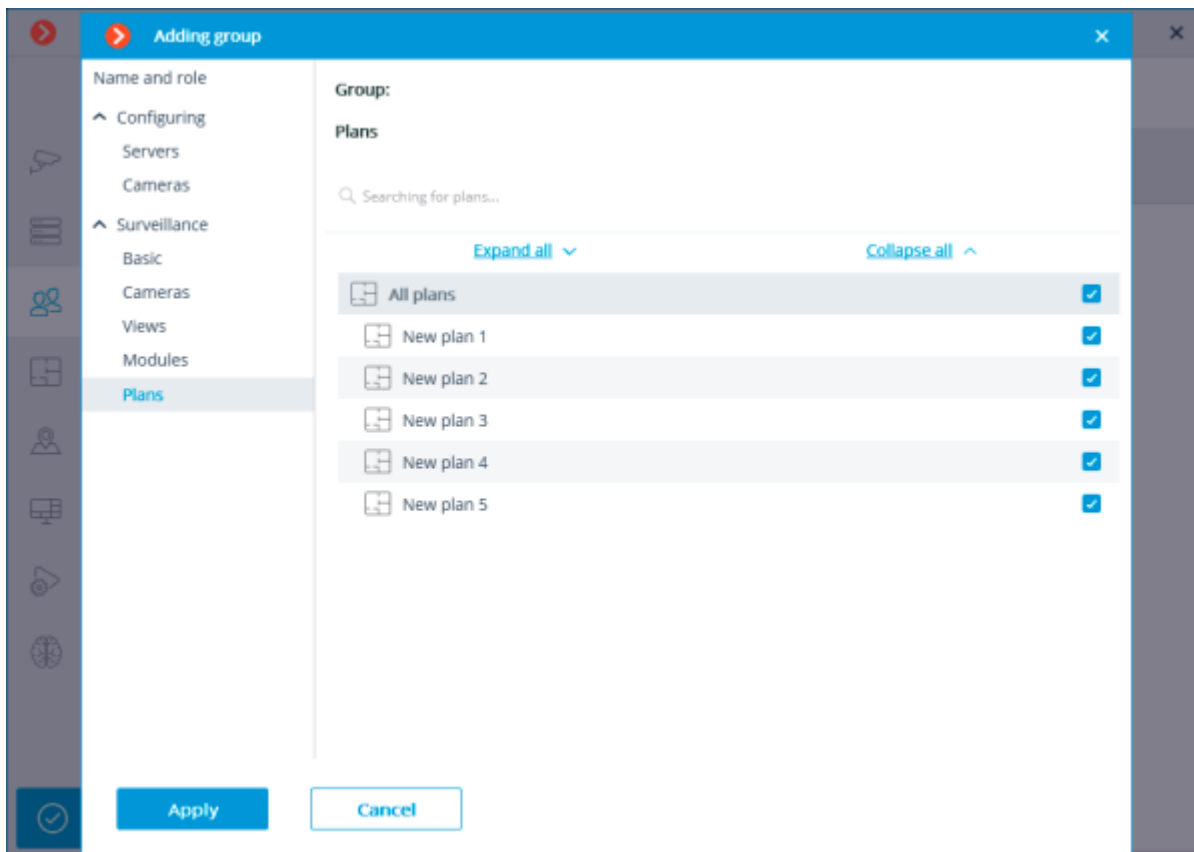 Adding group
Name and role
Configuring
Servers
Cameras
Surveillance
Basic
Cameras
Views
Modules
Plans
Group:
Plans
Searching for plans...
Expand all
Collapse all
All plans
New plan 1
New plan 2
New plan 3
New plan 4
New plan 5
Apply
Cancel